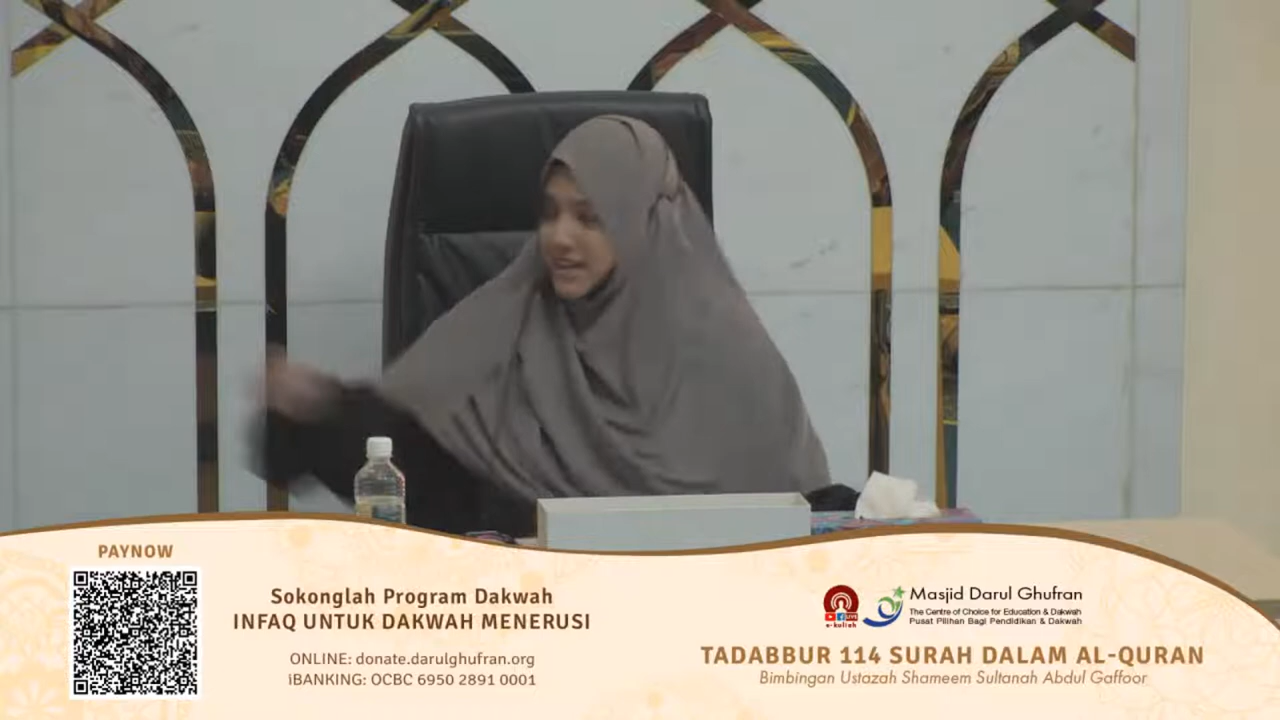 PAYNOW
Sokonglah Program Dakwah
INFAQ UNTUK DAKWAH MENERUSI
ONLINE: donate.darulghufran.org
iBANKING: OCBC 6950 2891 0001
LIVE
e-kuliah
Masjid Darul Ghufran
The Centre of Choice for Education & Dakwah
Pusat Pilihan Bagi Pendidikan & Dakwah
TADABBUR 114 SURAH DALAM AL-QURAN
Bimbingan Ustazah Shameem Sultanah Abdul Gaffoor